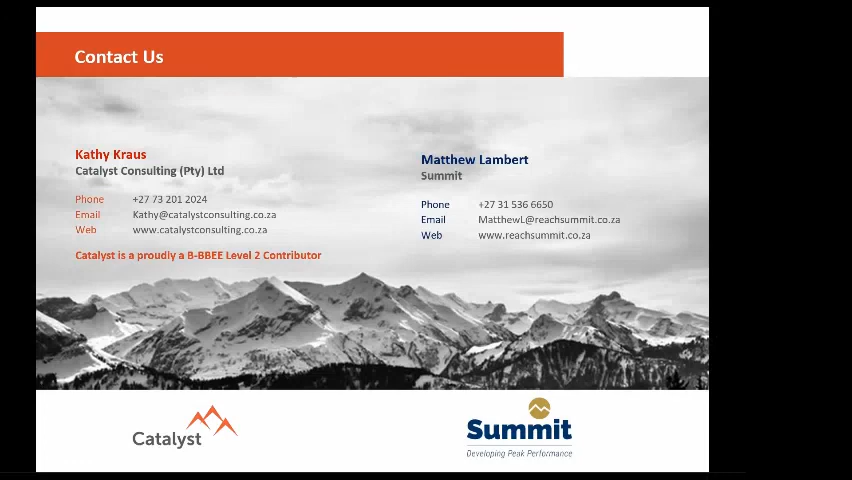 Contact Us
Kathy Kraus
Catalyst Consulting (Pty) Ltd
Phone +27 73 201 2024
Email Kathy@catalystconsulting.co.za
Web www.catalystconsulting.co.za
Catalyst is a proudly a B-BBEE Level 2 Contributor
Matthew Lambert
Summit
Phone +27 31 536 6650
Email MatthewL@reachsummit.co.za
Web www.reachsummit.co.za
Catalyst
Summit
Developing Peak Performance